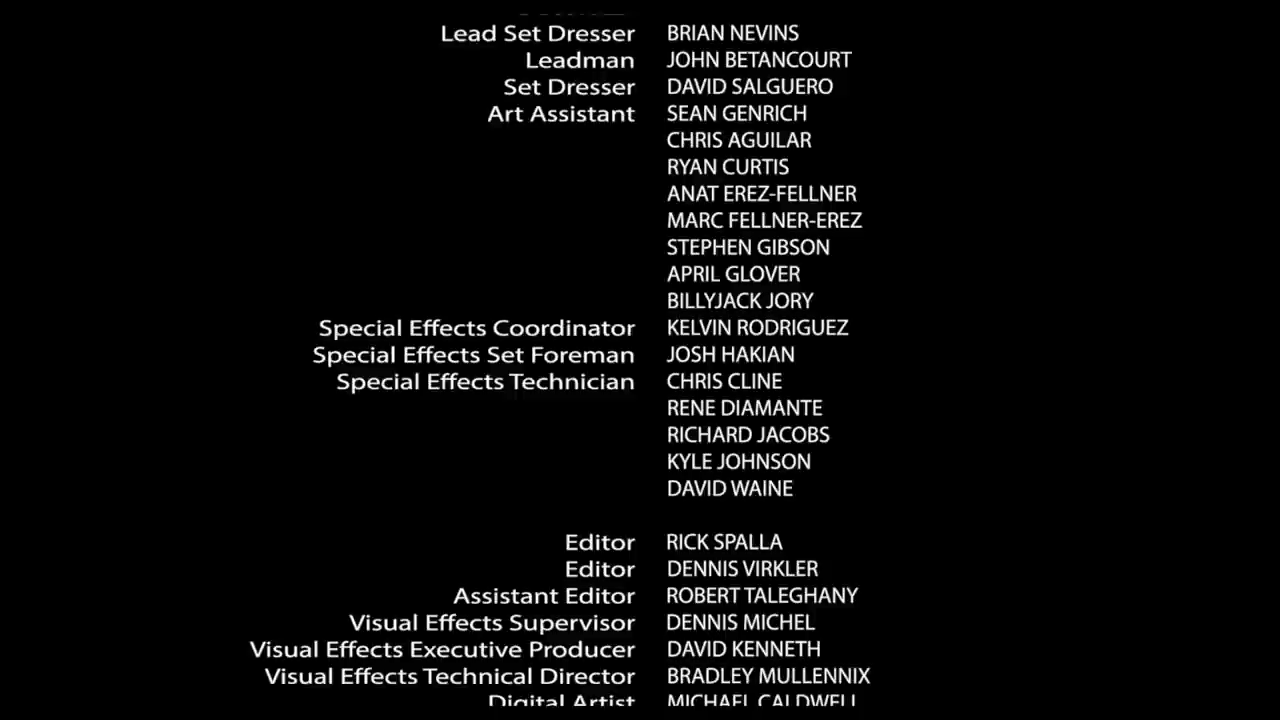 Lead Set Dresser BRIAN NEVINS
Leadman JOHN BETANCOURT
Set Dresser DAVID SALGUERO
Art Assistant SEAN GENRICH
CHRIS AGUILAR
RYAN CURTIS
ANAT EREZ-FELLNER
MARC FELLNER-EREZ
STEPHEN GIBSON
APRIL GLOVER
BILLYJACK JORY
Special Effects Coordinator KELVIN RODRIGUEZ
Special Effects Set Foreman JOSH HAKIAN
Special Effects Technician CHRIS CLINE
RENE DIAMANTE
RICHARD JACOBS
KYLE JOHNSON
DAVID WAINE
Editor RICK SPALLA
Editor DENNIS VIRKLER
Assistant Editor ROBERT TALEGHANY
Visual Effects Supervisor DENNIS MICHEL
Visual Effects Executive Producer DAVID KENNETH
Visual Effects Technical Director BRADLEY MULLENNIX
Digital Artist MICHAEL CALDWELL